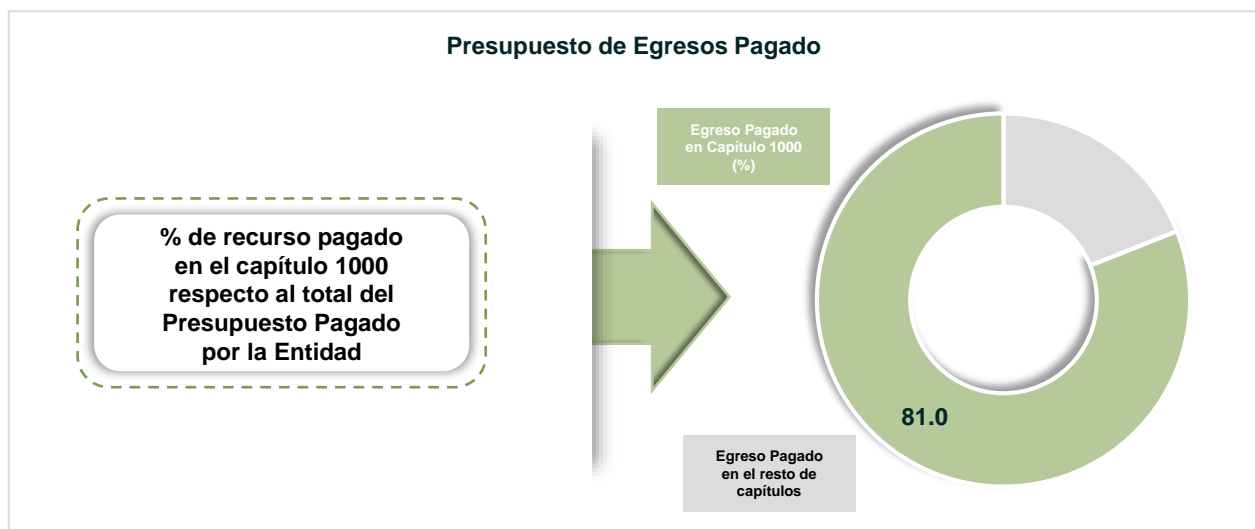 Presupuesto de Egresos Pagado
Egreso Pagado
en Capítulo 1000
(%)
% de recurso pagado
en el capítulo 1000
respecto al total del
Presupuesto Pagado
por la Entidad
81.0
Egreso Pagado
en el resto de
capítulos